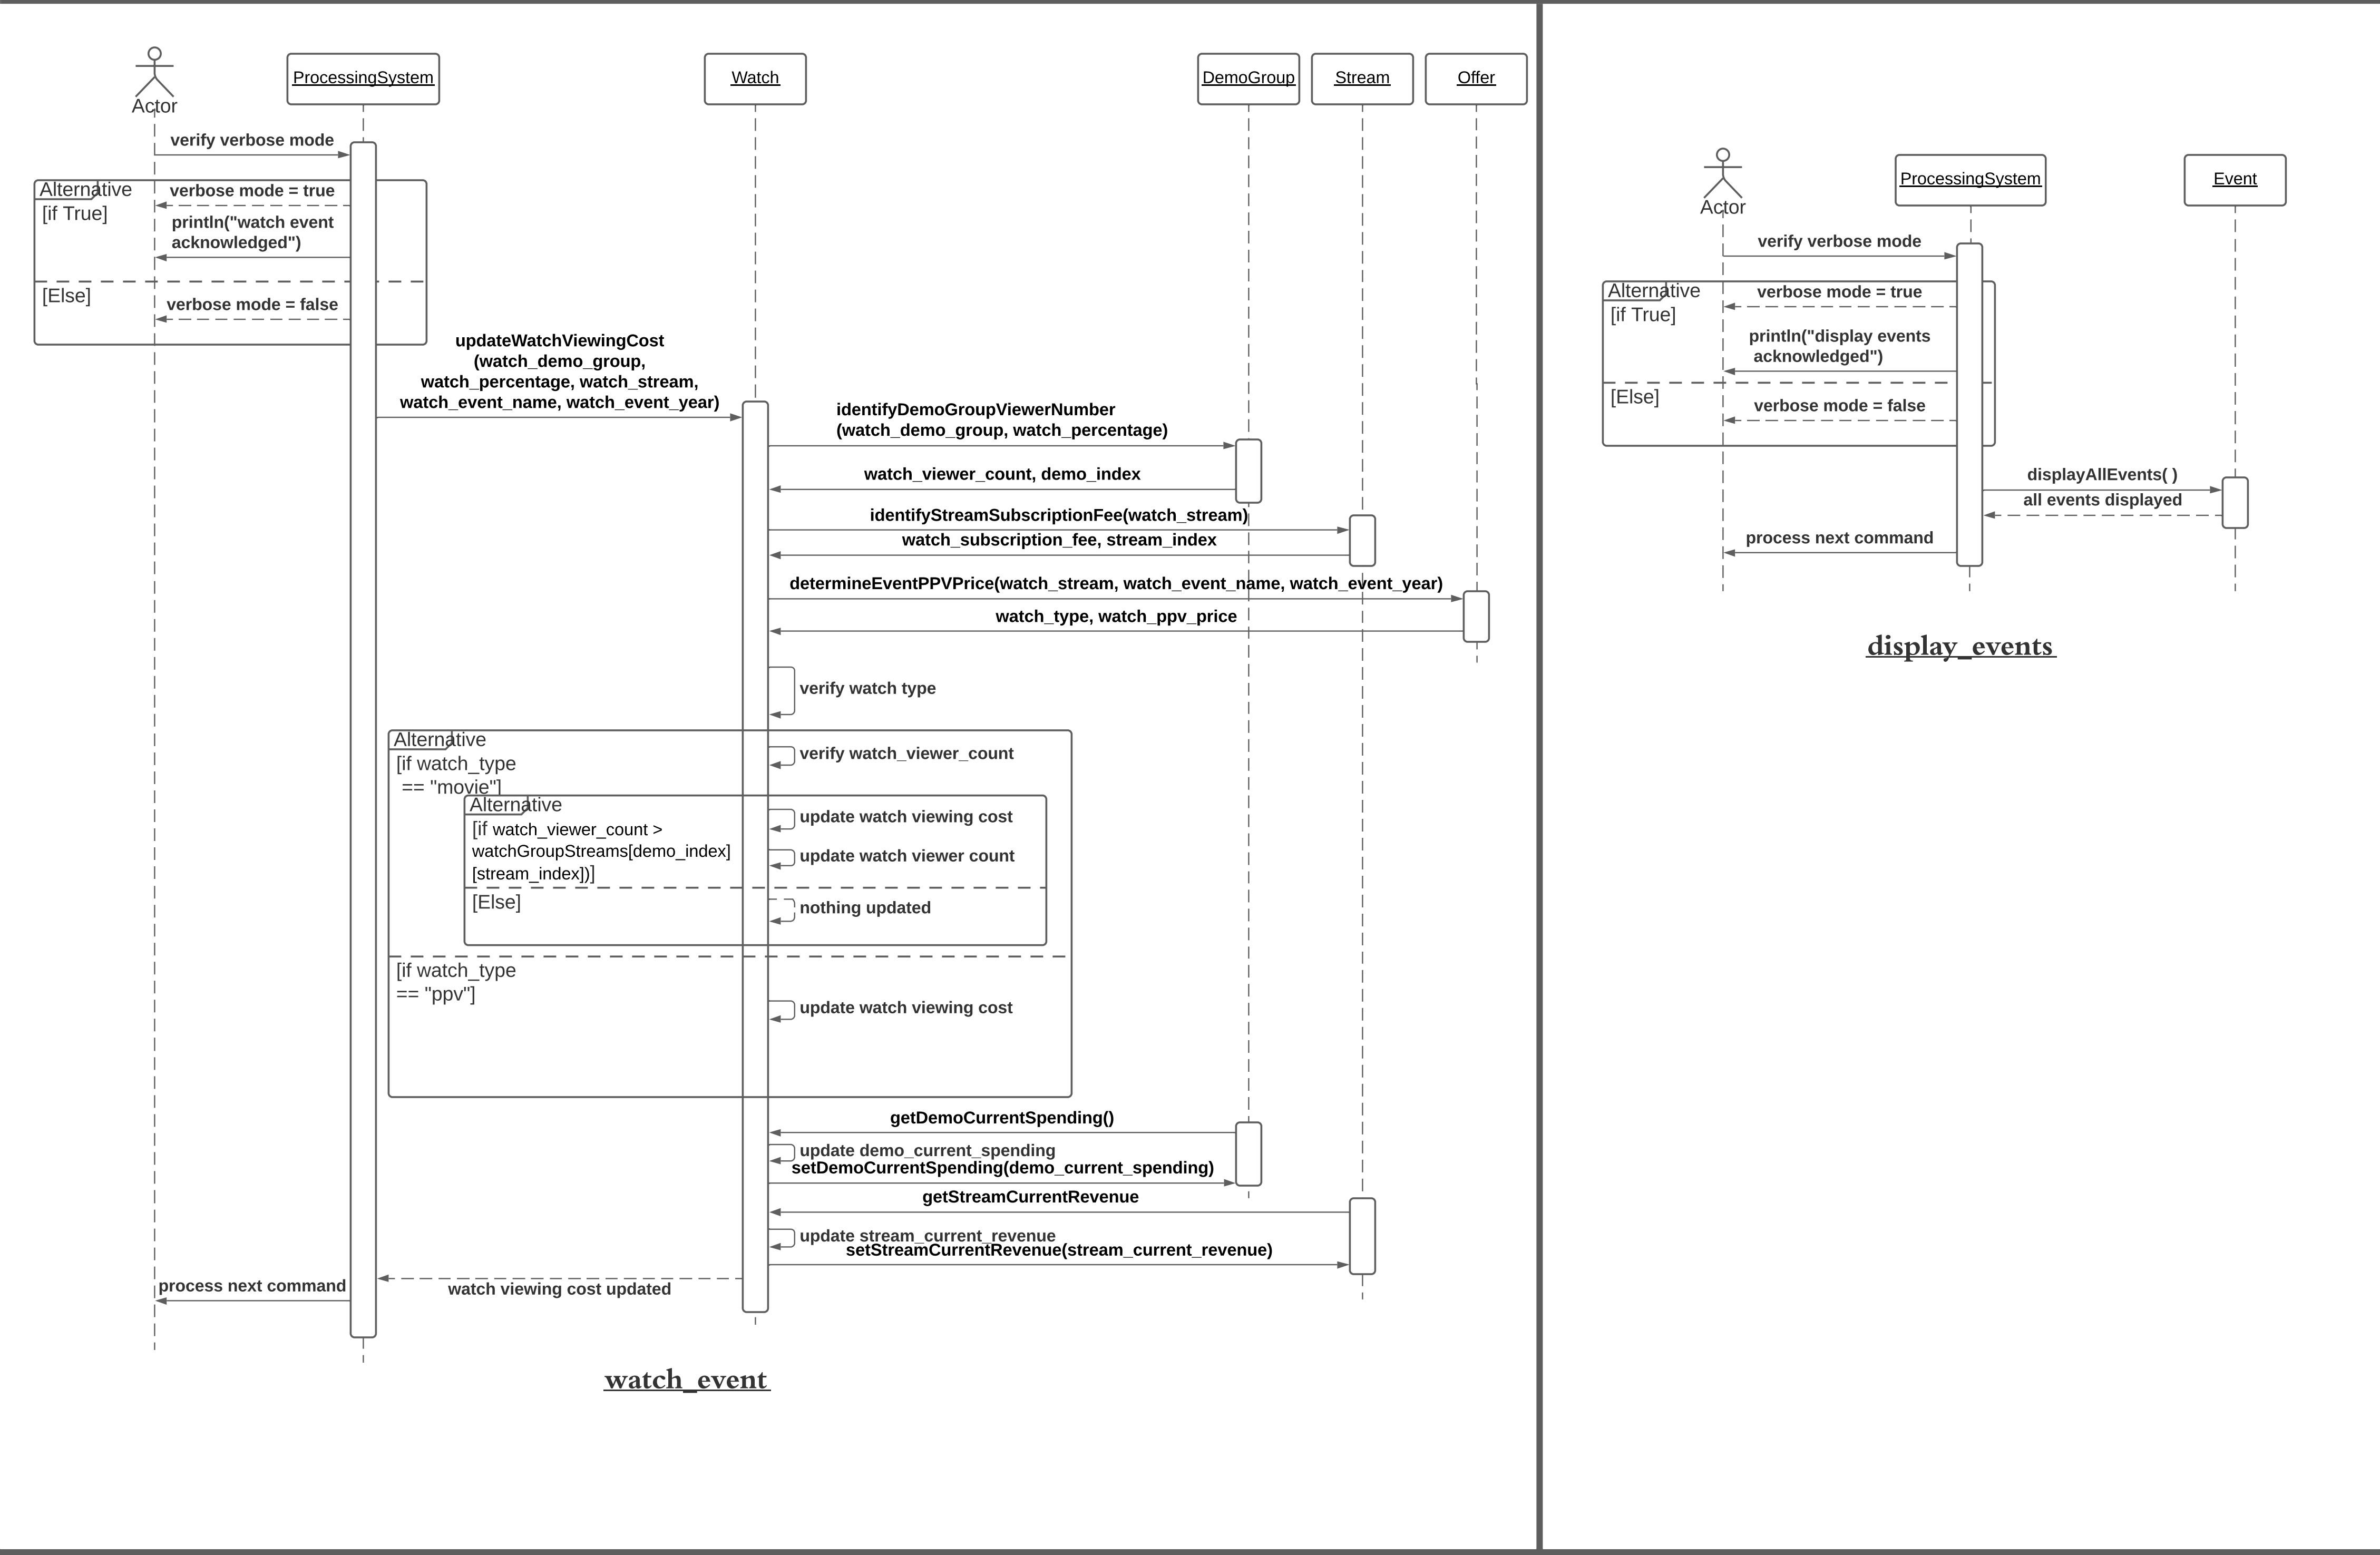 Actor
ProcessingSystem
Watch
DemoGroup
Stream
Offer
verify verbose mode
Alternative
[if True]
verbose mode = true
println("watch event
acknowledged")
[Else]
verbose mode = false
updateWatchViewingCost
(watch_demo_group,
watch_percentage, watch_stream,
watch_event_name, watch_event_year)
identifyDemoGroupViewerNumber
(watch_demo_group, watch_percentage)
watch_viewer_count, demo_index
identifyStreamSubscriptionFee(watch_stream)
watch_subscription_fee, stream_index
determineEventPPVPrice(watch_stream, watch_event_name, watch_event_year)
watch_type, watch_ppv_price
verify watch type
Alternative
[if watch_type
== "movie"]
verify watch_viewer_count
Alternative
[if watch_viewer_count >
watchGroupStreams[demo_index]
[stream_index])]
update watch viewing cost
update watch viewer count
[Else]
nothing updated
[if watch_type
== "ppv"]
update watch viewing cost
getDemoCurrentSpending()
update demo_current_spending
setDemoCurrentSpending(demo_current_spending)
getStreamCurrentRevenue
update stream_current_revenue
setStreamCurrentRevenue(stream_current_revenue)
watch viewing cost updated
process next command
watch_event
Actor
ProcessingSystem
Event
verify verbose mode
Alternative
[if True]
verbose mode = true
println("display events
acknowledged")
[Else]
verbose mode = false
displayAllEvents( )
all events displayed
process next command
display_events